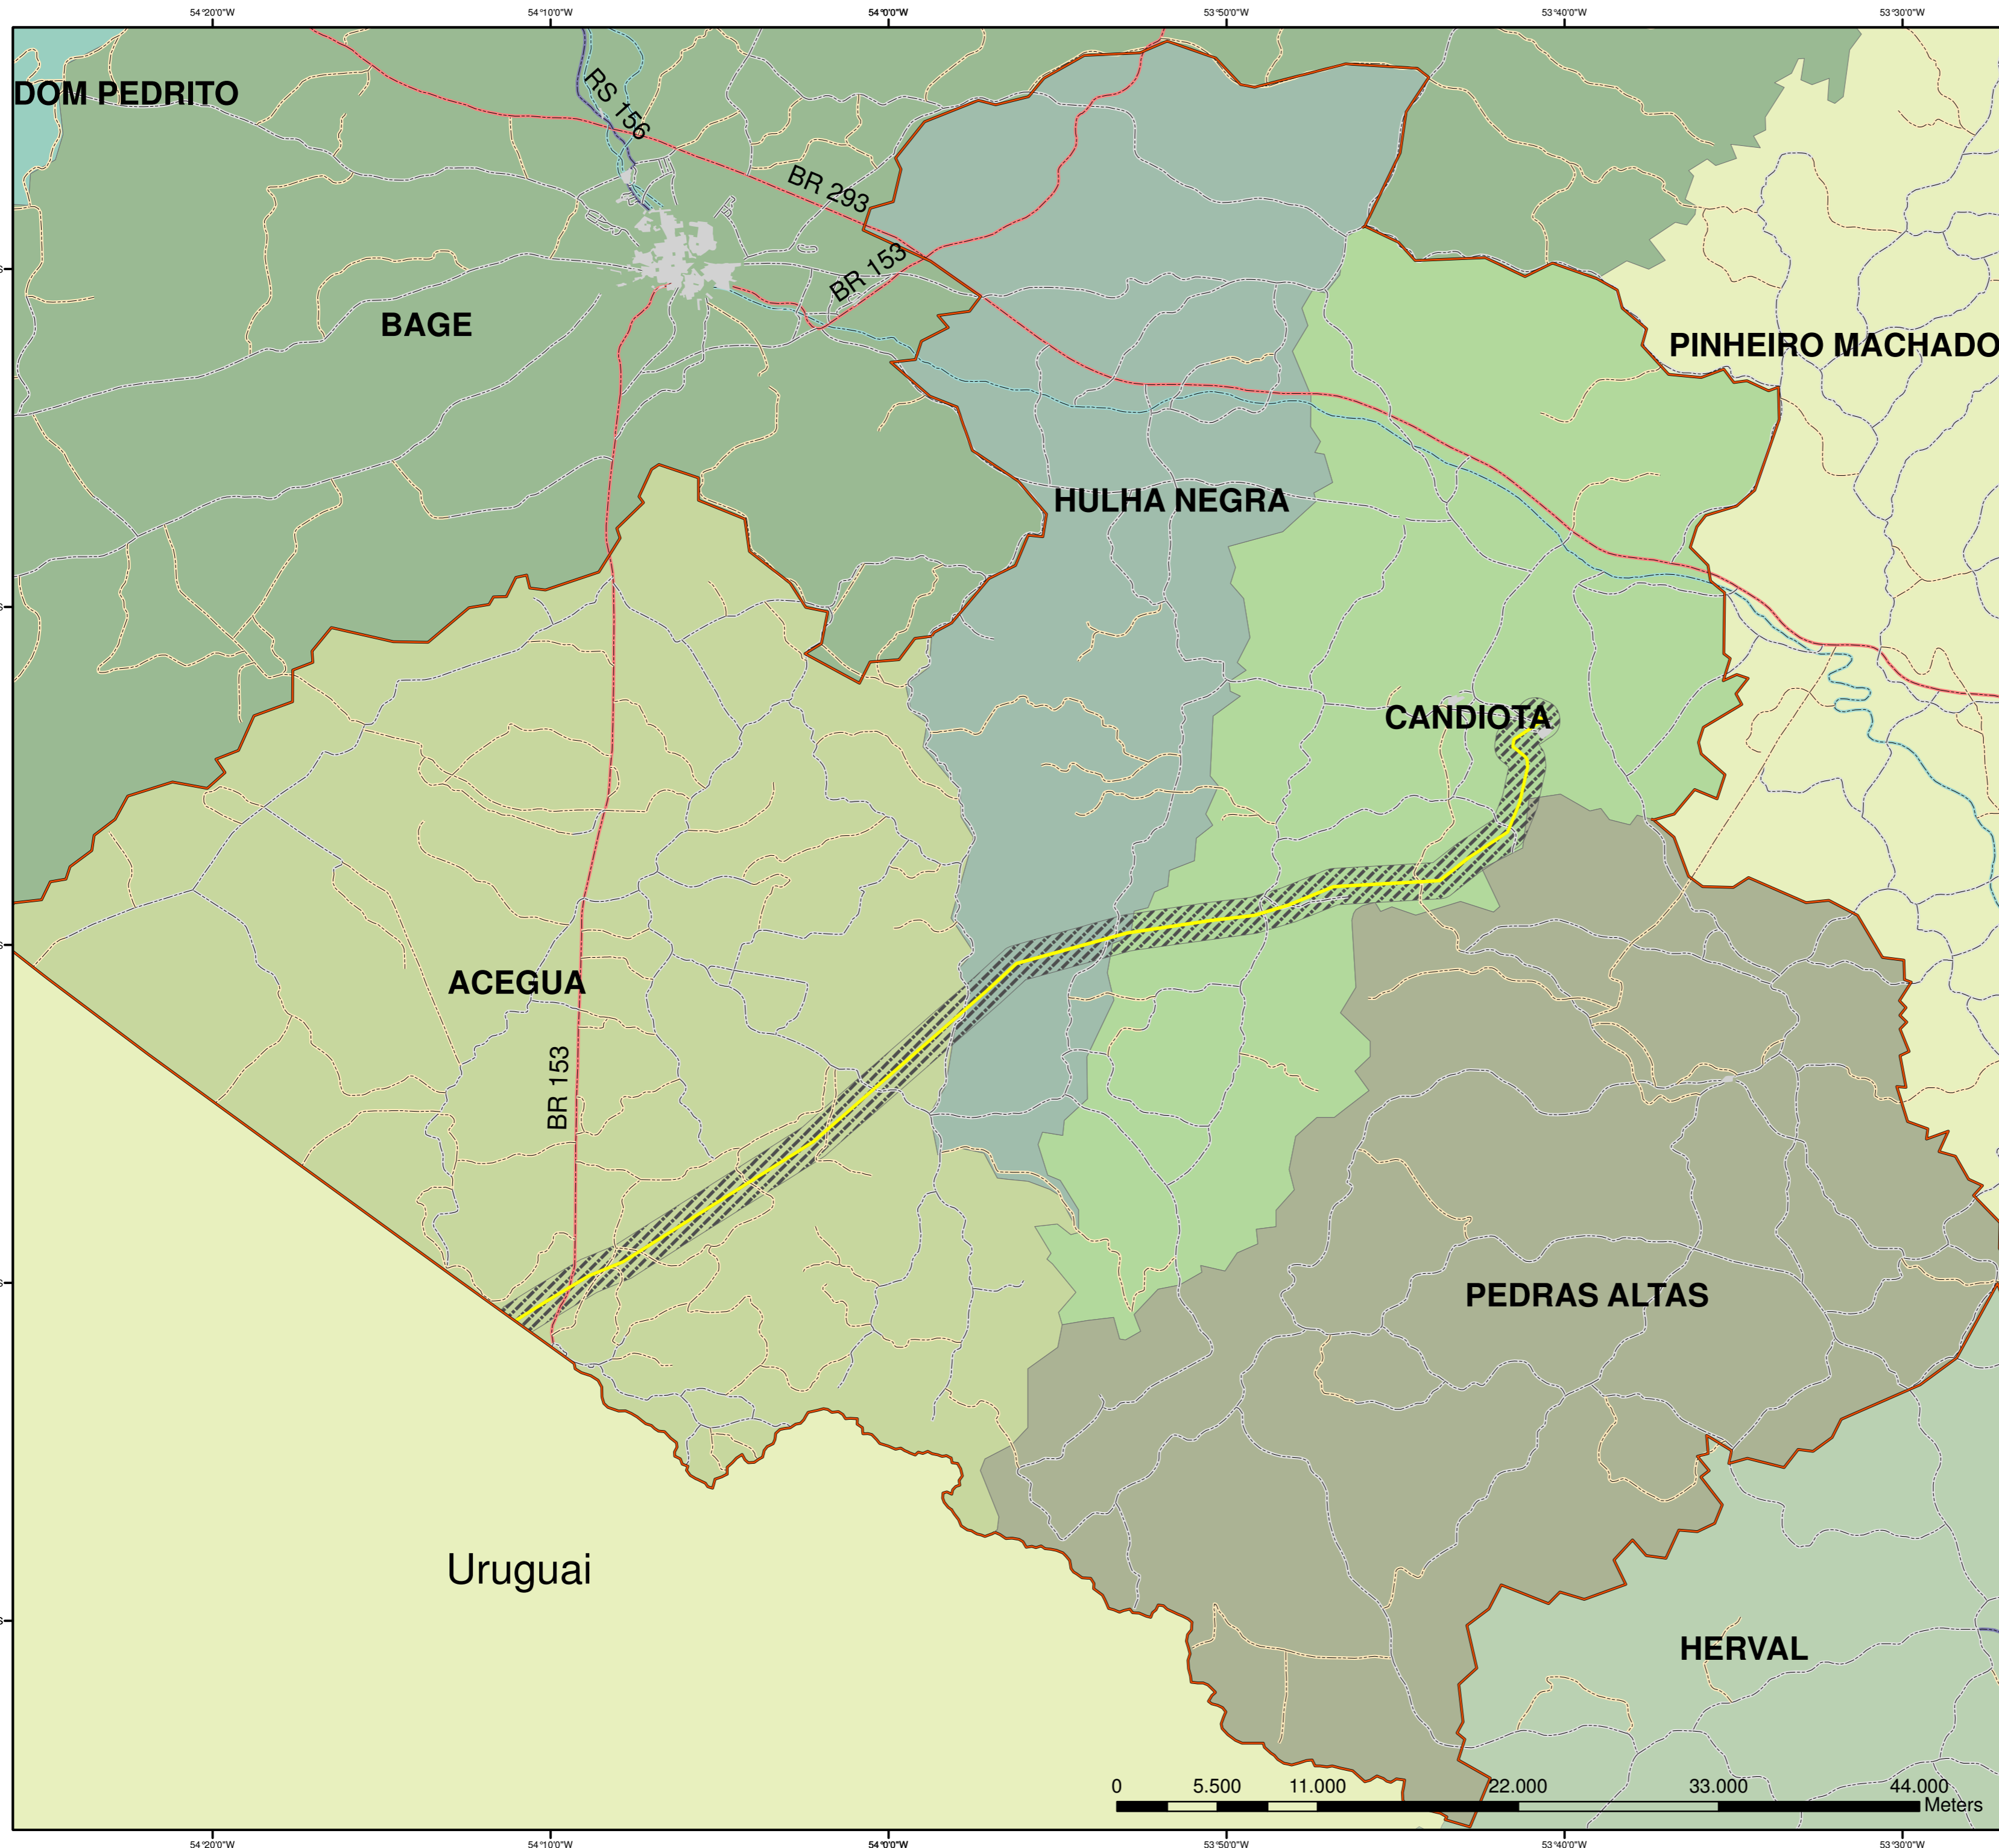 54°20'0"W 54°10'0"W 54°0'0"W 53°50'0"W 53°40'0"W 53°30'0"W
DOM PEDRITO
RS 156
BR 293
BR 153
BAGE
PINHEIRO MACHADO
HULHA NEGRA
CANDIOTA
ACEGUA
BR 153
PEDRAS ALTAS
Uruguai
HERVAL
0 5.500 11.000 22.000 33.000 44.000
Meters
54°20'0"W 54°10'0"W 54°0'0"W 53°50'0"W 53°40'0"W 53°30'0"W